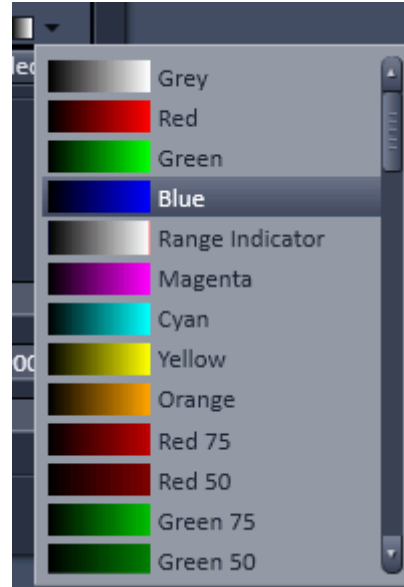 Grey
Red
Green
Blue
Range Indicator
Magenta
Cyan
Yellow
Orange
Red 75
Red 50
Green 75
Green 50